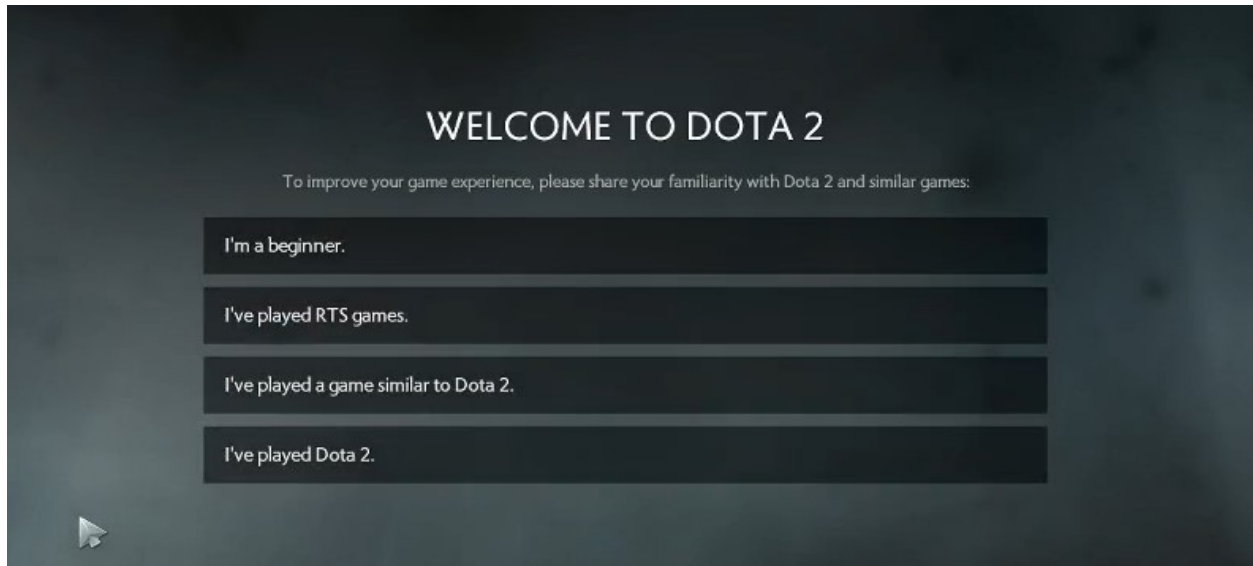 WELCOME TO DOTA 2
To improve your game experience, please share your familiarity with Dota 2 and similar games:
I'm a beginner.
I've played RTS games.
I've played a game similar to Dota 2.
I've played Dota 2.